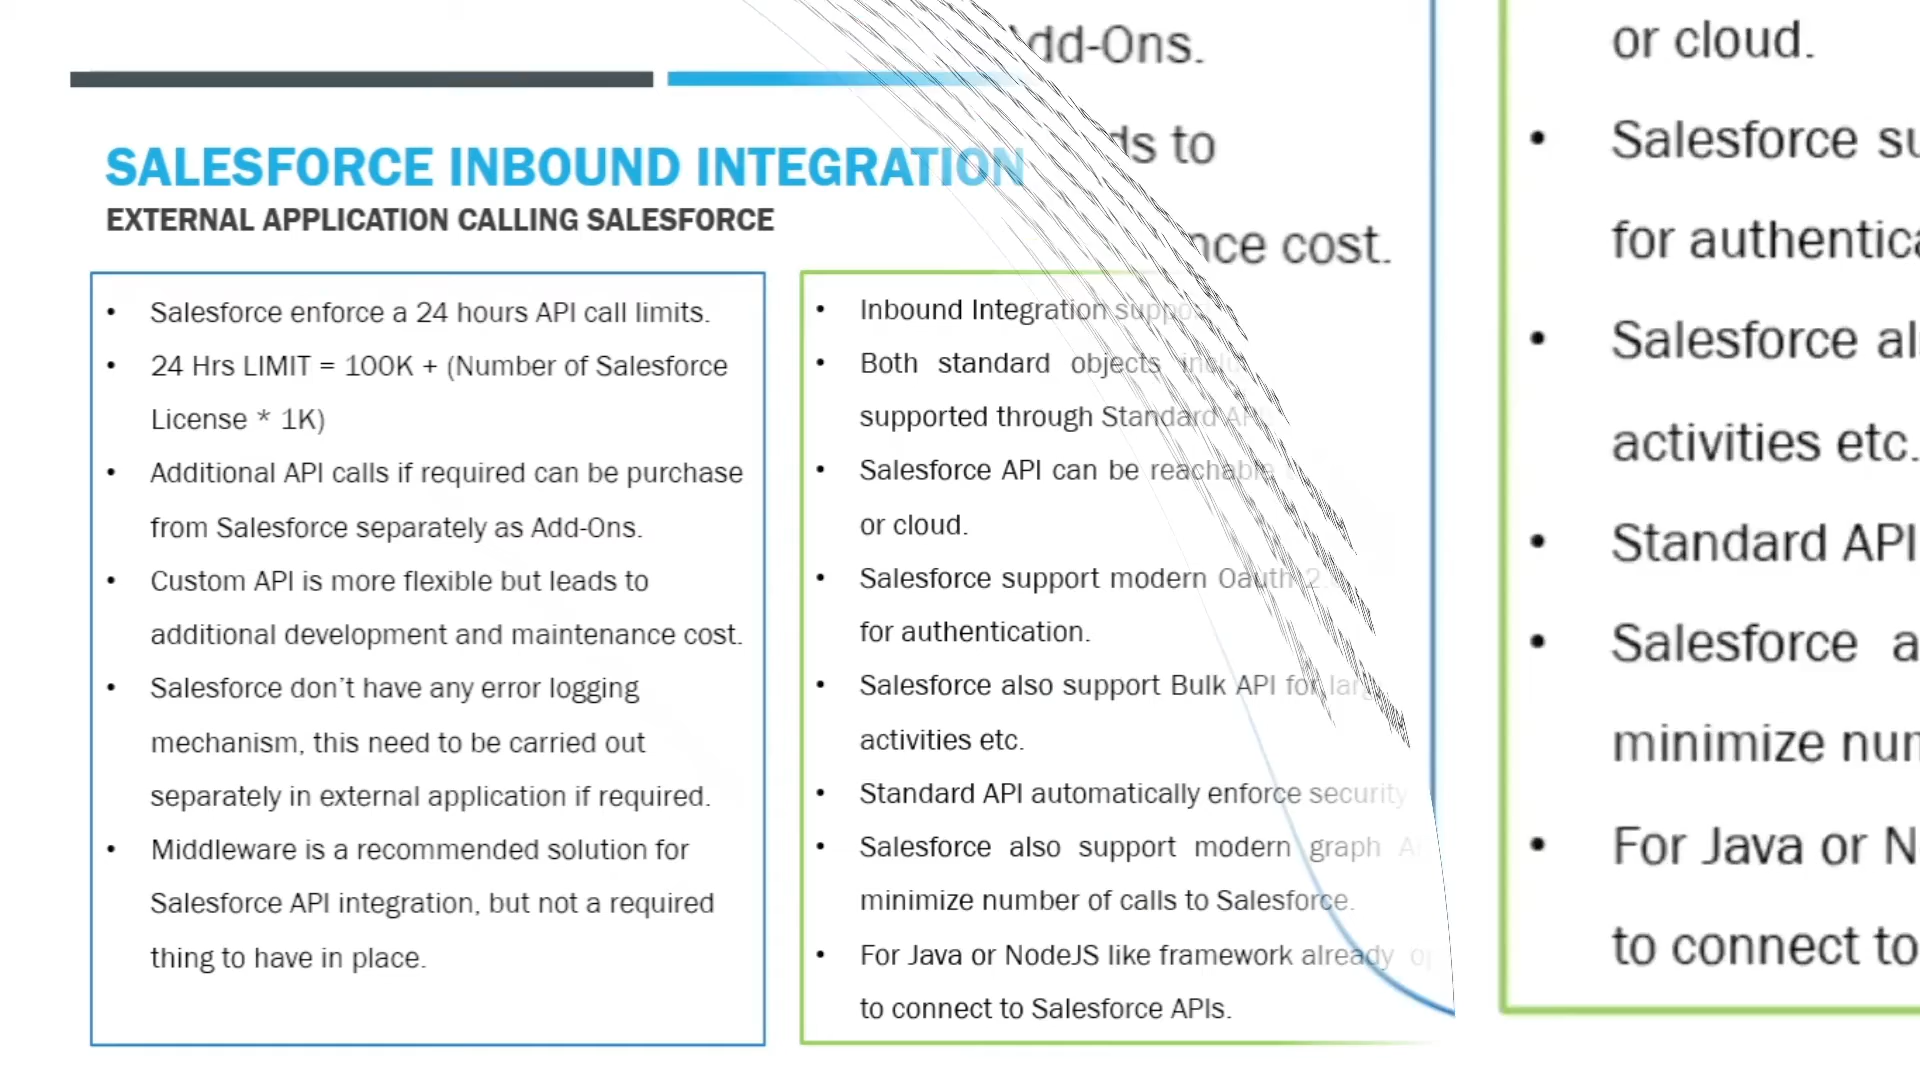 SALESFORCE INBOUND INTEGRATION
EXTERNAL APPLICATION CALLING SALESFORCE
• Salesforce enforce a 24 hours API call limits.
• 24 Hrs LIMIT = 100K + (Number of Salesforce
License * 1K)
• Additional API calls if required can be purchase
from Salesforce separately as Add-Ons.
• Custom API is more flexible but leads to
additional development and maintenance cost.
• Salesforce don't have any error logging
mechanism, this need to be carried out
separately in external application if required.
• Middleware is a recommended solution for
Salesforce API integration, but not a required
thing to have in place.
• Inbound Integration
• Both standard objects
supported through Standard
• Salesforce API can be reachable
or cloud.
• Salesforce support modern Oauth 2.
for authentication.
• Salesforce also support Bulk API for
activities etc.
• Standard API automatically enforce security
• Salesforce also support modern graph
minimize number of calls to Salesforce.
• For Java or NodeJS like framework already
to connect to Salesforce APIs.
dd-Ons.
ds to
nce cost.
or cloud.
• Salesforce
for
• Salesforce
activities etc.
• Standard API
• Salesforce
minimize
• For Java or
to connect to